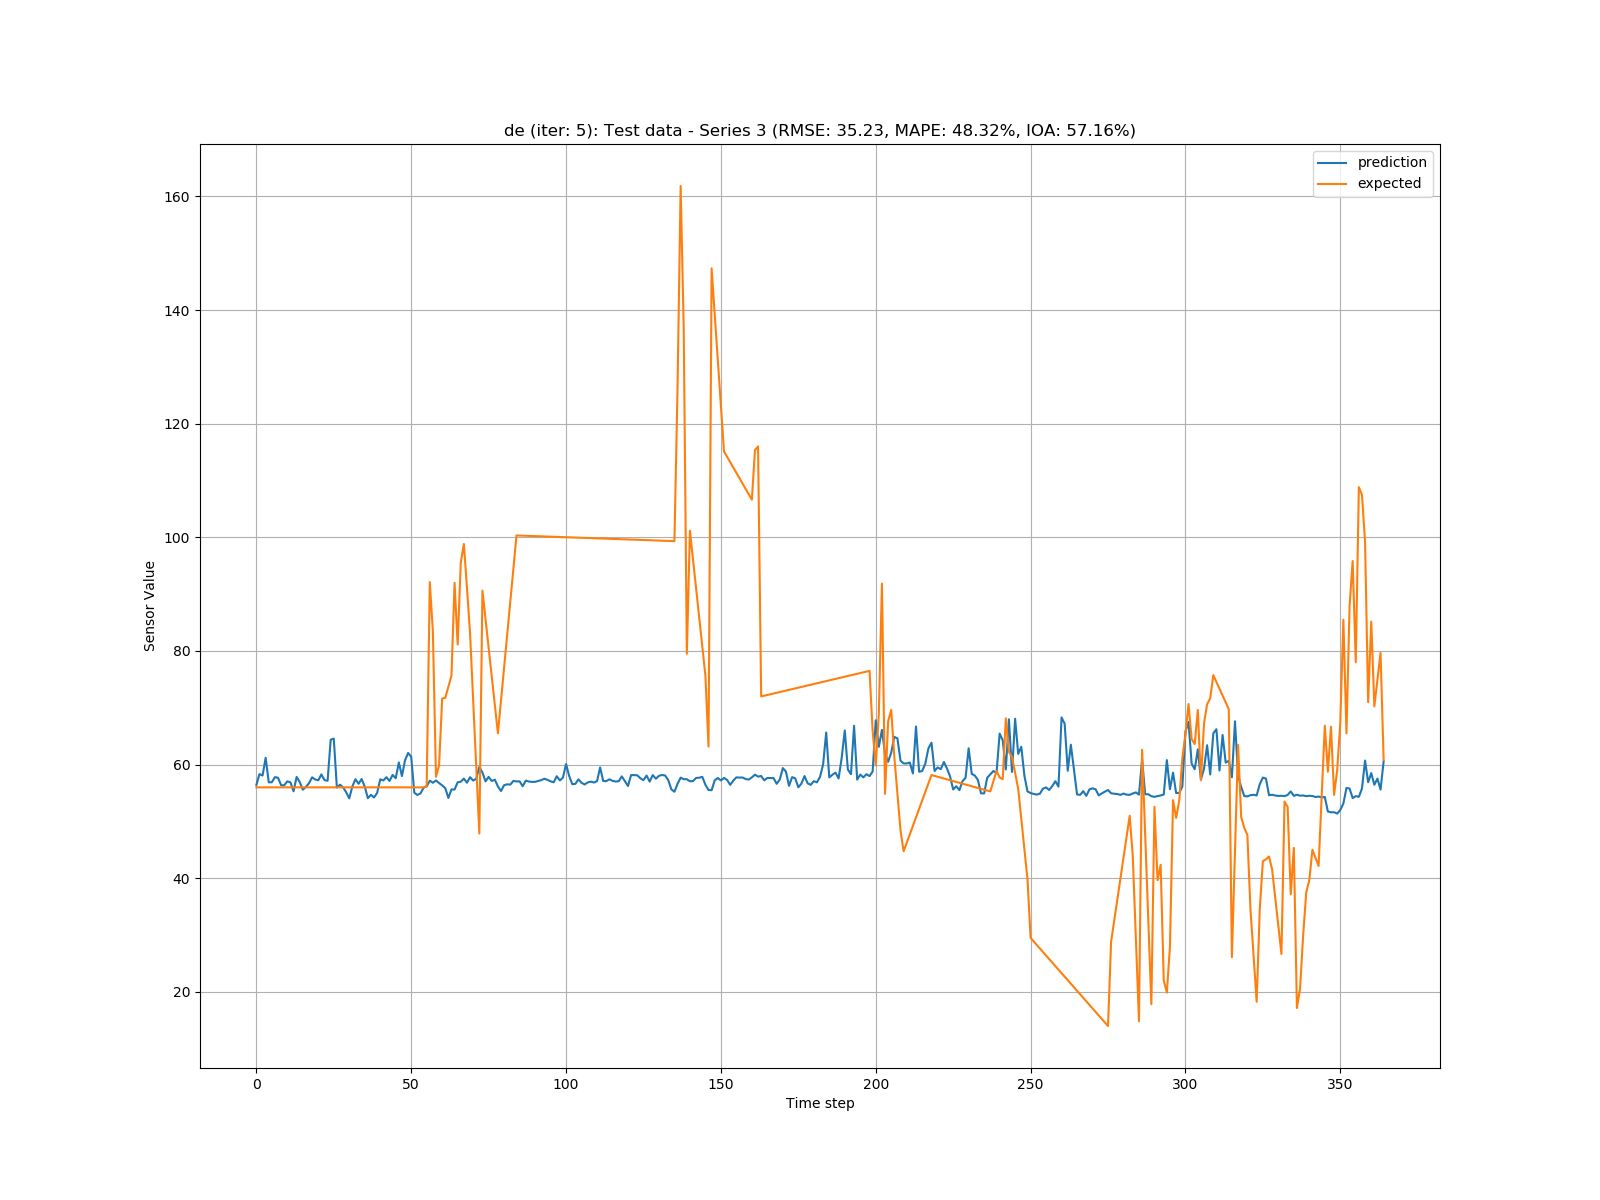 de (iter: 5): Test data - Series 3 (RMSE: 35.23, MAPE: 48.32%, IOA: 57.16%)
prediction
expected
160
140
120
100
80
60
40
20
Sensor Value
0 50 100 150 200 250 300 350
Time step